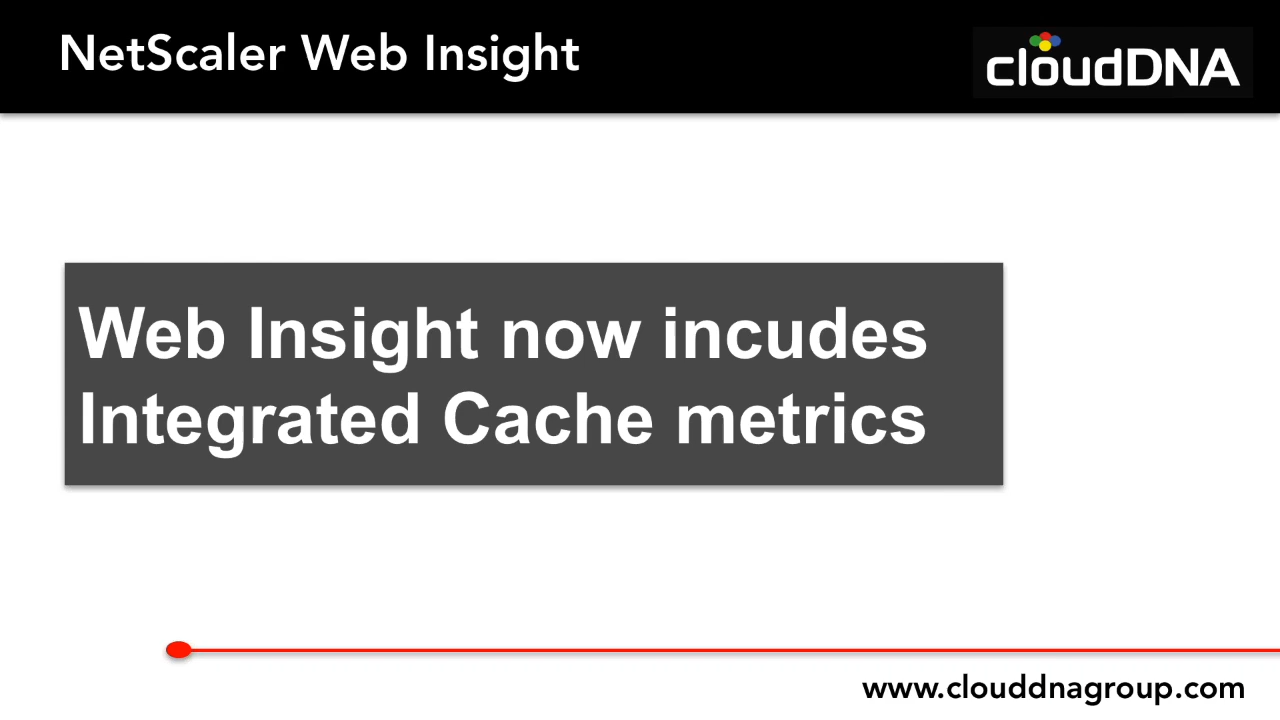 NetScaler Web Insight
cloudDNA
Web Insight now incudes
Integrated Cache metrics
www.clouddnagroup.com